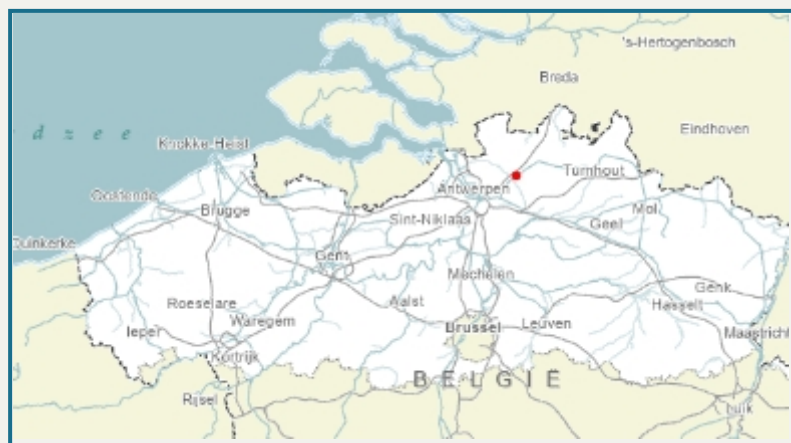 's-Hertogenbosch
Breda
Eindhoven
dzee
Knokke-Heist
Turnhout
Oostende
Antwerpen
Brugge
Sint-Niklaas
Mol
Geel
Duinkerke
Gent
Mechelen
Genk
Roeselare
Aalst
Hasselt
Ieper
Waregem
Brussel
Leuven
Maastricht
Kortrijk
BELGIË
Rijsel
Luik